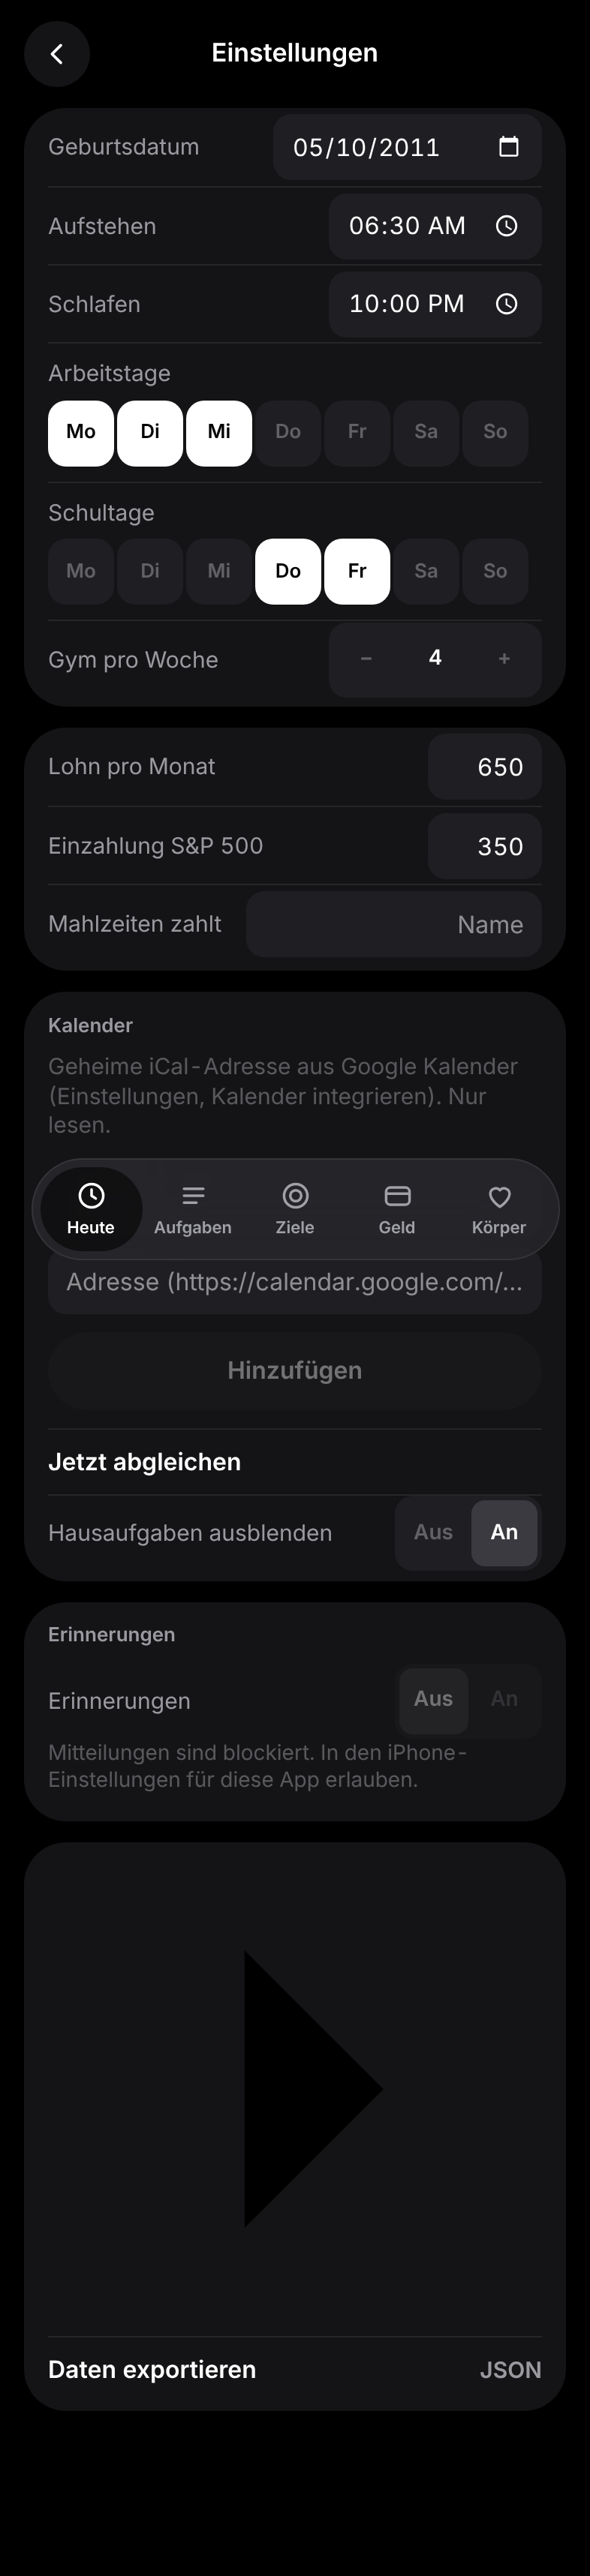 Einstellungen
Geburtsdatum 05/10/2011
Aufstehen 06:30 AM
Schlafen 10:00 PM
Arbeitstage
Mo Di Mi Do Fr Sa So
Schultage
Mo Di Mi Do Fr Sa So
Gym pro Woche − 4 +
Lohn pro Monat 650
Einzahlung S&P 500 350
Mahlzeiten zahlt Name
Kalender
Geheime iCal-Adresse aus Google Kalender
(Einstellungen, Kalender integrieren). Nur
lesen.
Heute Aufgaben Ziele Geld Körper
Adresse (https://calendar.google.com/...
Hinzufügen
Jetzt abgleichen
Hausaufgaben ausblenden Aus An
Erinnerungen
Erinnerungen Aus An
Mitteilungen sind blockiert. In den iPhone-
Einstellungen für diese App erlauben.
Daten exportieren JSON